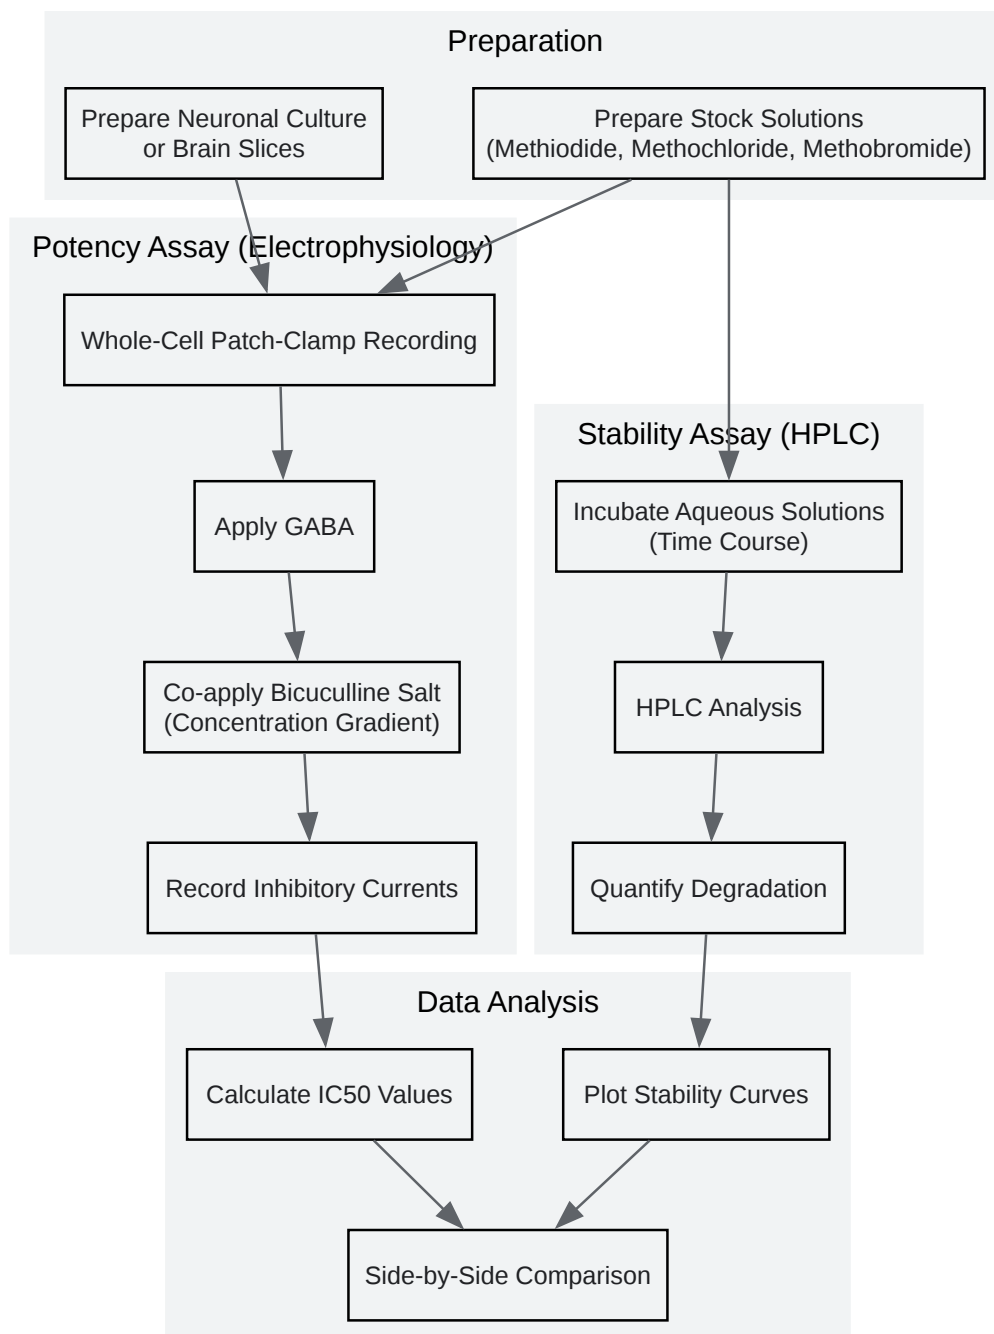 Preparation
Prepare Neuronal Culture
or Brain Slices
Prepare Stock Solutions
(Methiodide, Methochloride, Methobromide)
Potency Assay (Electrophysiology)
Whole-Cell Patch-Clamp Recording
Apply GABA
Co-apply Bicuculline Salt
(Concentration Gradient)
Record Inhibitory Currents
Stability Assay (HPLC)
Incubate Aqueous Solutions
(Time Course)
HPLC Analysis
Quantify Degradation
Data Analysis
Calculate IC50 Values
Plot Stability Curves
Side-by-Side Comparison